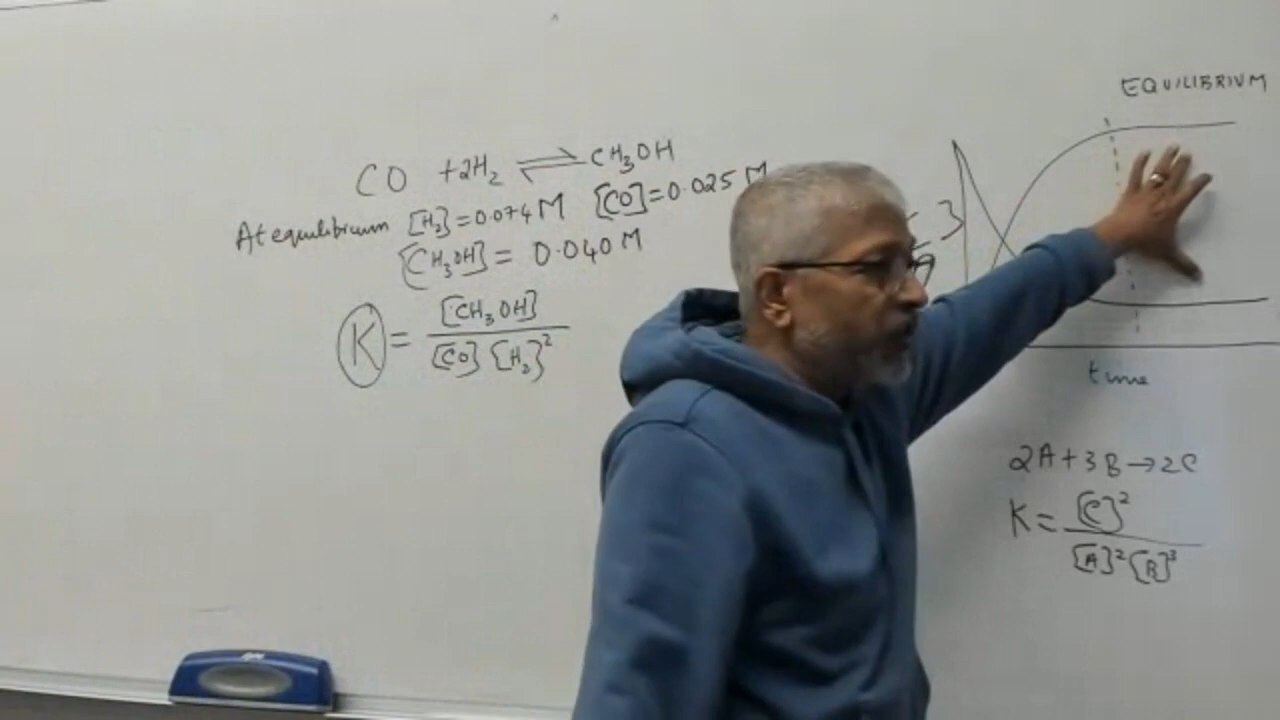 CO + 2H₂ ⇌ CH₃OH
At equilibrium [H₂] = 0.074 M [CO] = 0.025 M
[CH₃OH] = 0.040 M
K = [CH₃OH] / [CO] [H₂]²
EQUILIBRIUM
time
2A + 3B → 2C
K = [C]² / [A]² [B]³